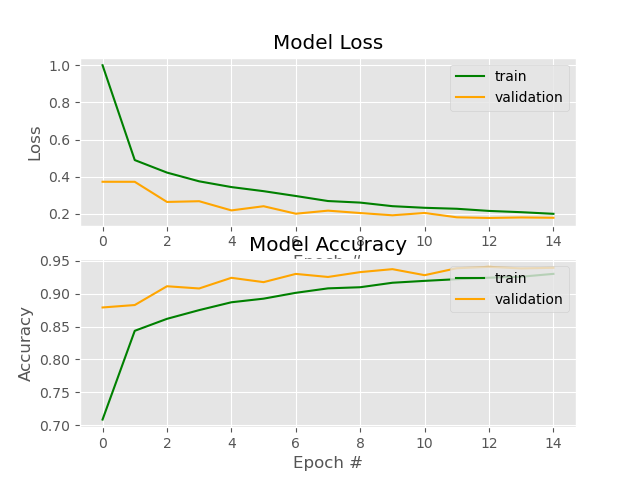 Model Loss
1.0
0.8
0.6
0.4
0.2
Loss
train
validation
0 2 4 6 8 10 12 14
Epoch #
Model Accuracy
0.95
0.90
0.85
0.80
0.75
0.70
Accuracy
train
validation
0 2 4 6 8 10 12 14
Epoch #